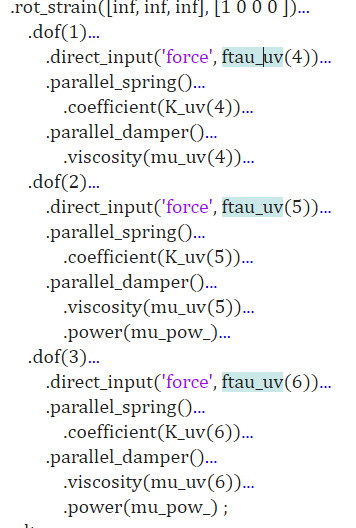 .rot_strain([inf, inf, inf], [1 0 0 0 ])...
.dof(1)...
.direct_input('force', ftau_uv(4))...
.parallel_spring()...
.coefficient(K_uv(4))...
.parallel_damper()...
.viscosity(mu_uv(4))...
.dof(2)...
.direct_input('force', ftau_uv(5))...
.parallel_spring()...
.coefficient(K_uv(5))...
.parallel_damper()...
.viscosity(mu_uv(5))...
.power(mu_pow_)...
.dof(3)...
.direct_input('force', ftau_uv(6))...
.parallel_spring()...
.coefficient(K_uv(6))...
.parallel_damper()...
.viscosity(mu_uv(6))...
.power(mu_pow_) ;